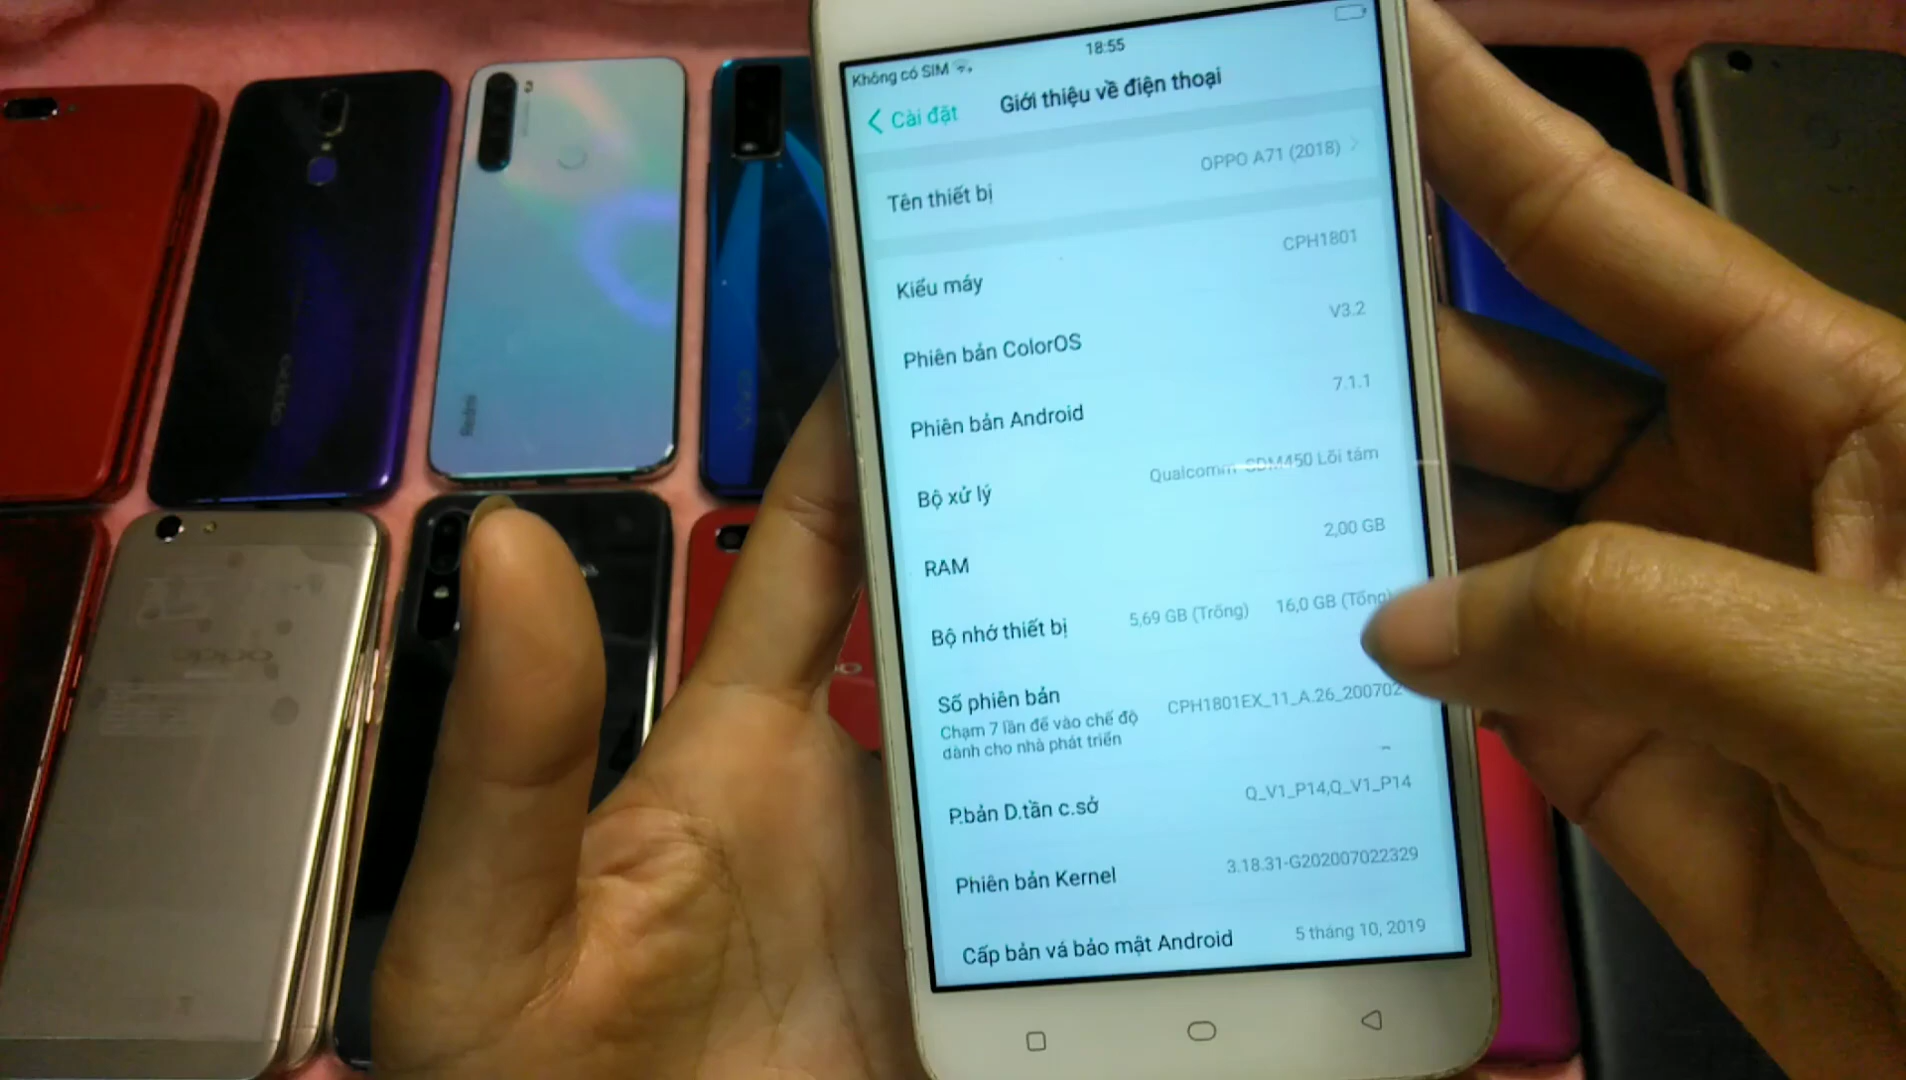 18:55
Không có SIM
Cài đặt
Giới thiệu về điện thoại
Tên thiết bị
OPPO A71 (2018)
Kiểu máy
CPH1801
Phiên bản ColorOS
V3.2
Phiên bản Android
7.1.1
Bộ xử lý
Qualcomm SDM450 Lõi tám
RAM
2,00 GB
Bộ nhớ thiết bị
5,69 GB (Trống) 16,0 GB (Tổng)
Số phiên bản
Chạm 7 lần để vào chế độ
dành cho nhà phát triển
CPH1801EX_11_A.26_200702
P.bản D.tần c.sở
Q_V1_P14,Q_V1_P14
Phiên bản Kernel
3.18.31-G202007022329
Cấp bản vá bảo mật Android
5 tháng 10, 2019
Redmi
oppo
oppo
vivo